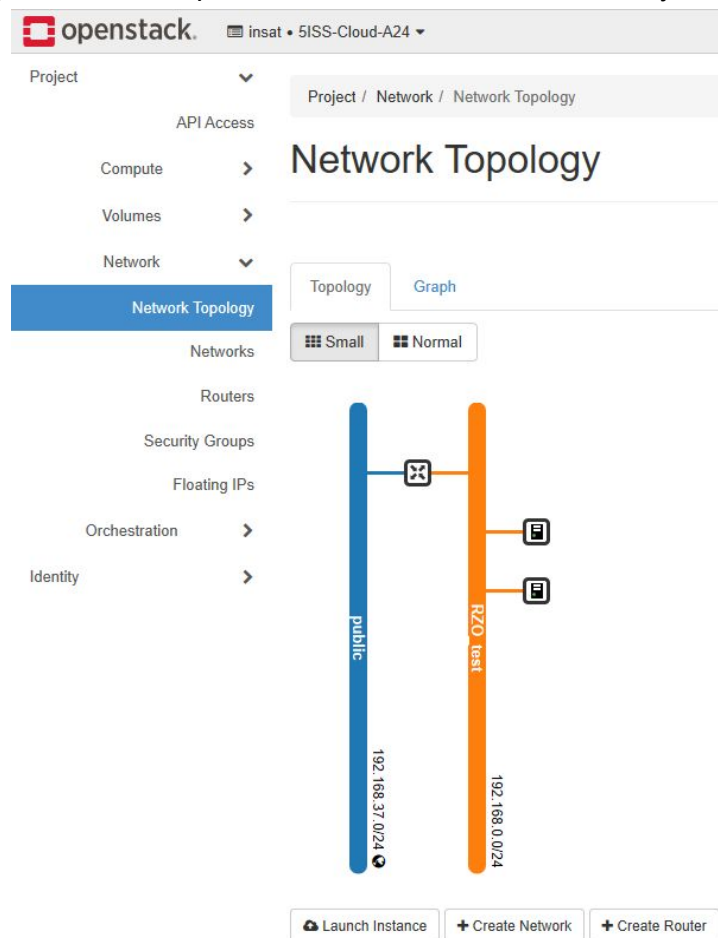 openstack. insat • 5ISS-Cloud-A24
Project
API Access
Compute
Volumes
Network
Network Topology
Networks
Routers
Security Groups
Floating IPs
Orchestration
Identity
Project / Network / Network Topology
Network Topology
Topology Graph
Small Normal
public
192.168.37.0/24
RZO test
192.168.0.0/24
Launch Instance + Create Network + Create Router